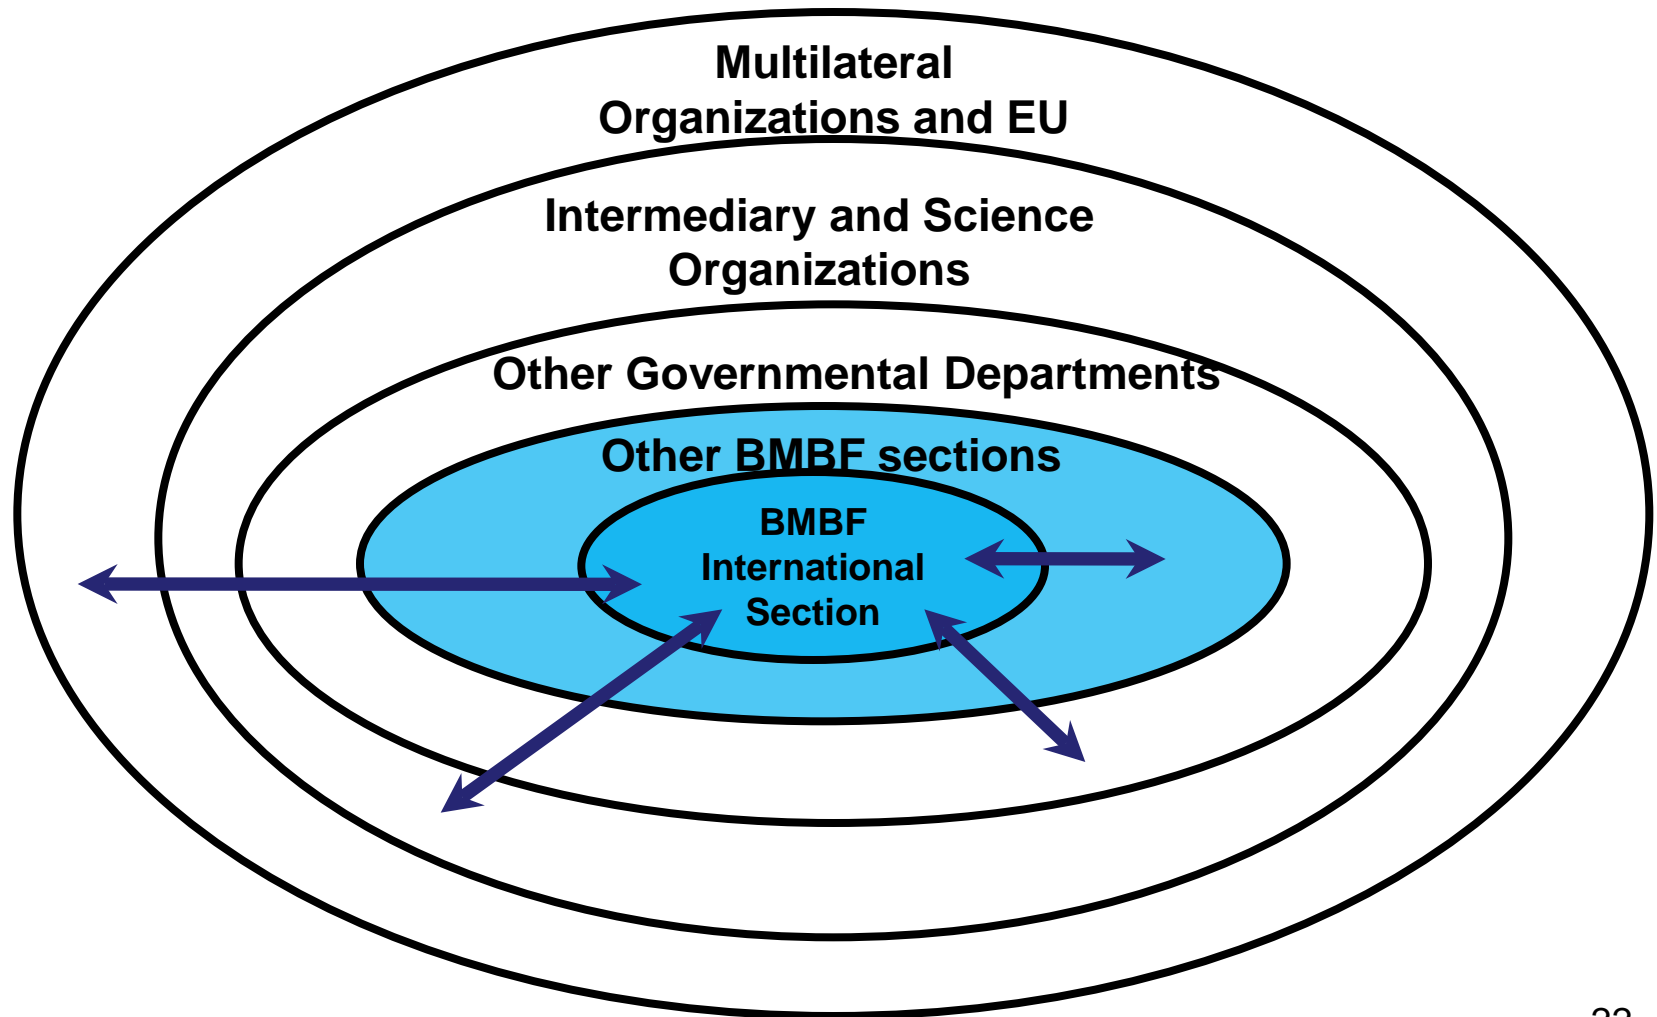 Multilateral
Organizations and EU
Intermediary and Science
Organizations
Other Governmental Departments
Other BMBF sections
BMBF
International
Section